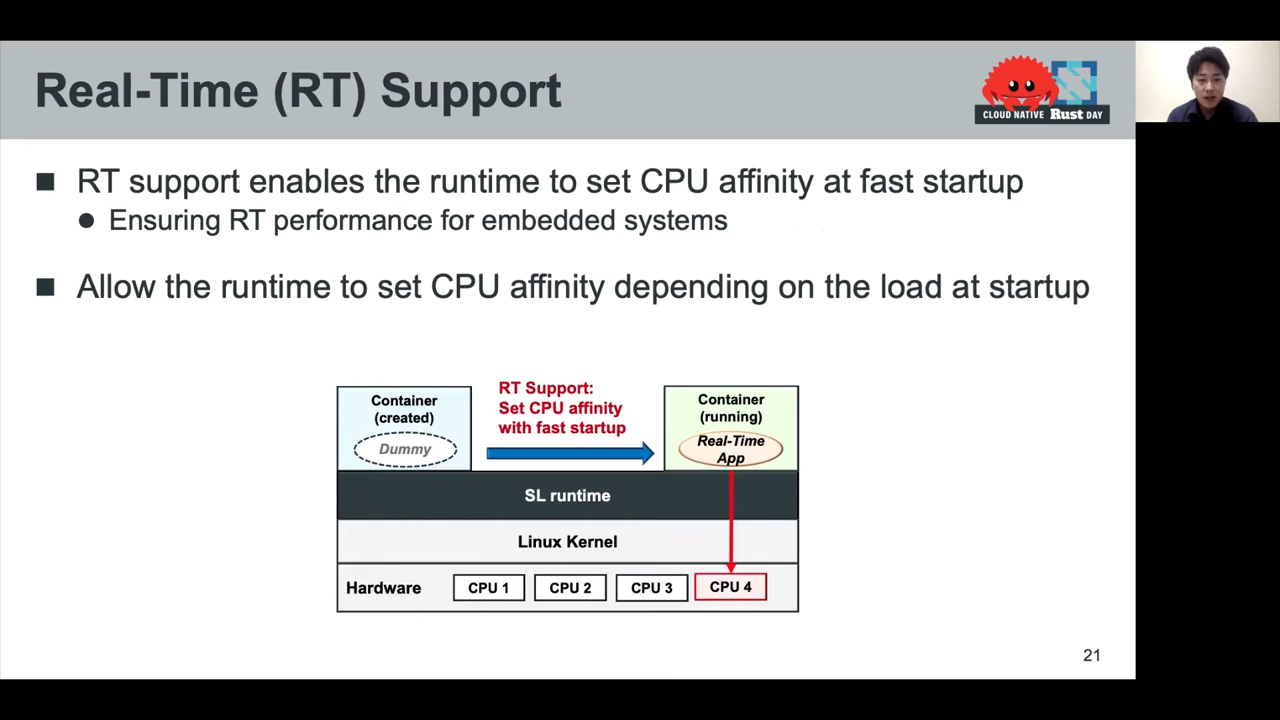 Real-Time (RT) Support
CLOUD NATIVE Rust DAY
RT support enables the runtime to set CPU affinity at fast startup
Ensuring RT performance for embedded systems
Allow the runtime to set CPU affinity depending on the load at startup
Container
(created)
Dummy
RT Support:
Set CPU affinity
with fast startup
Container
(running)
Real-Time
App
SL runtime
Linux Kernel
Hardware
CPU 1
CPU 2
CPU 3
CPU 4
21